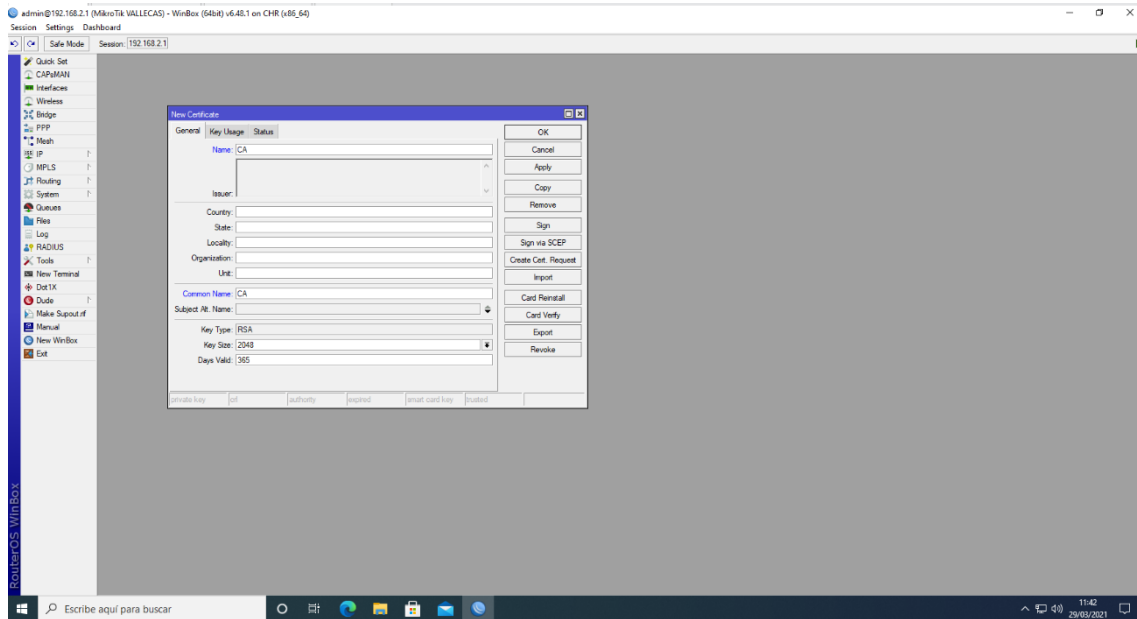 admin@192.168.2.1 (MikroTik VALLECAS) - WinBox (64bit) v6.48.1 on CHR (x86_64)
Session Settings Dashboard
Safe Mode Session: 192.168.2.1
Quick Set
CAPsMAN
Interfaces
Wireless
Bridge
PPP
Mesh
IP
MPLS
Routing
System
Queues
Files
Log
RADIUS
Tools
New Terminal
Dot1X
Dude
Make Supout.rif
Manual
New WinBox
Exit
RouterOS WinBox
New Certificate
General Key Usage Status
Name: CA
Issuer:
Country:
State:
Locality:
Organization:
Unit:
Common Name: CA
Subject Alt. Name:
Key Type: RSA
Key Size: 2048
Days Valid: 365
OK
Cancel
Apply
Copy
Remove
Sign
Sign via SCEP
Create Cert. Request
Import
Card Reinstall
Card Verify
Export
Revoke
private key crl authority expired smart card key trusted
Escribe aquí para buscar
11:42
29/03/2021